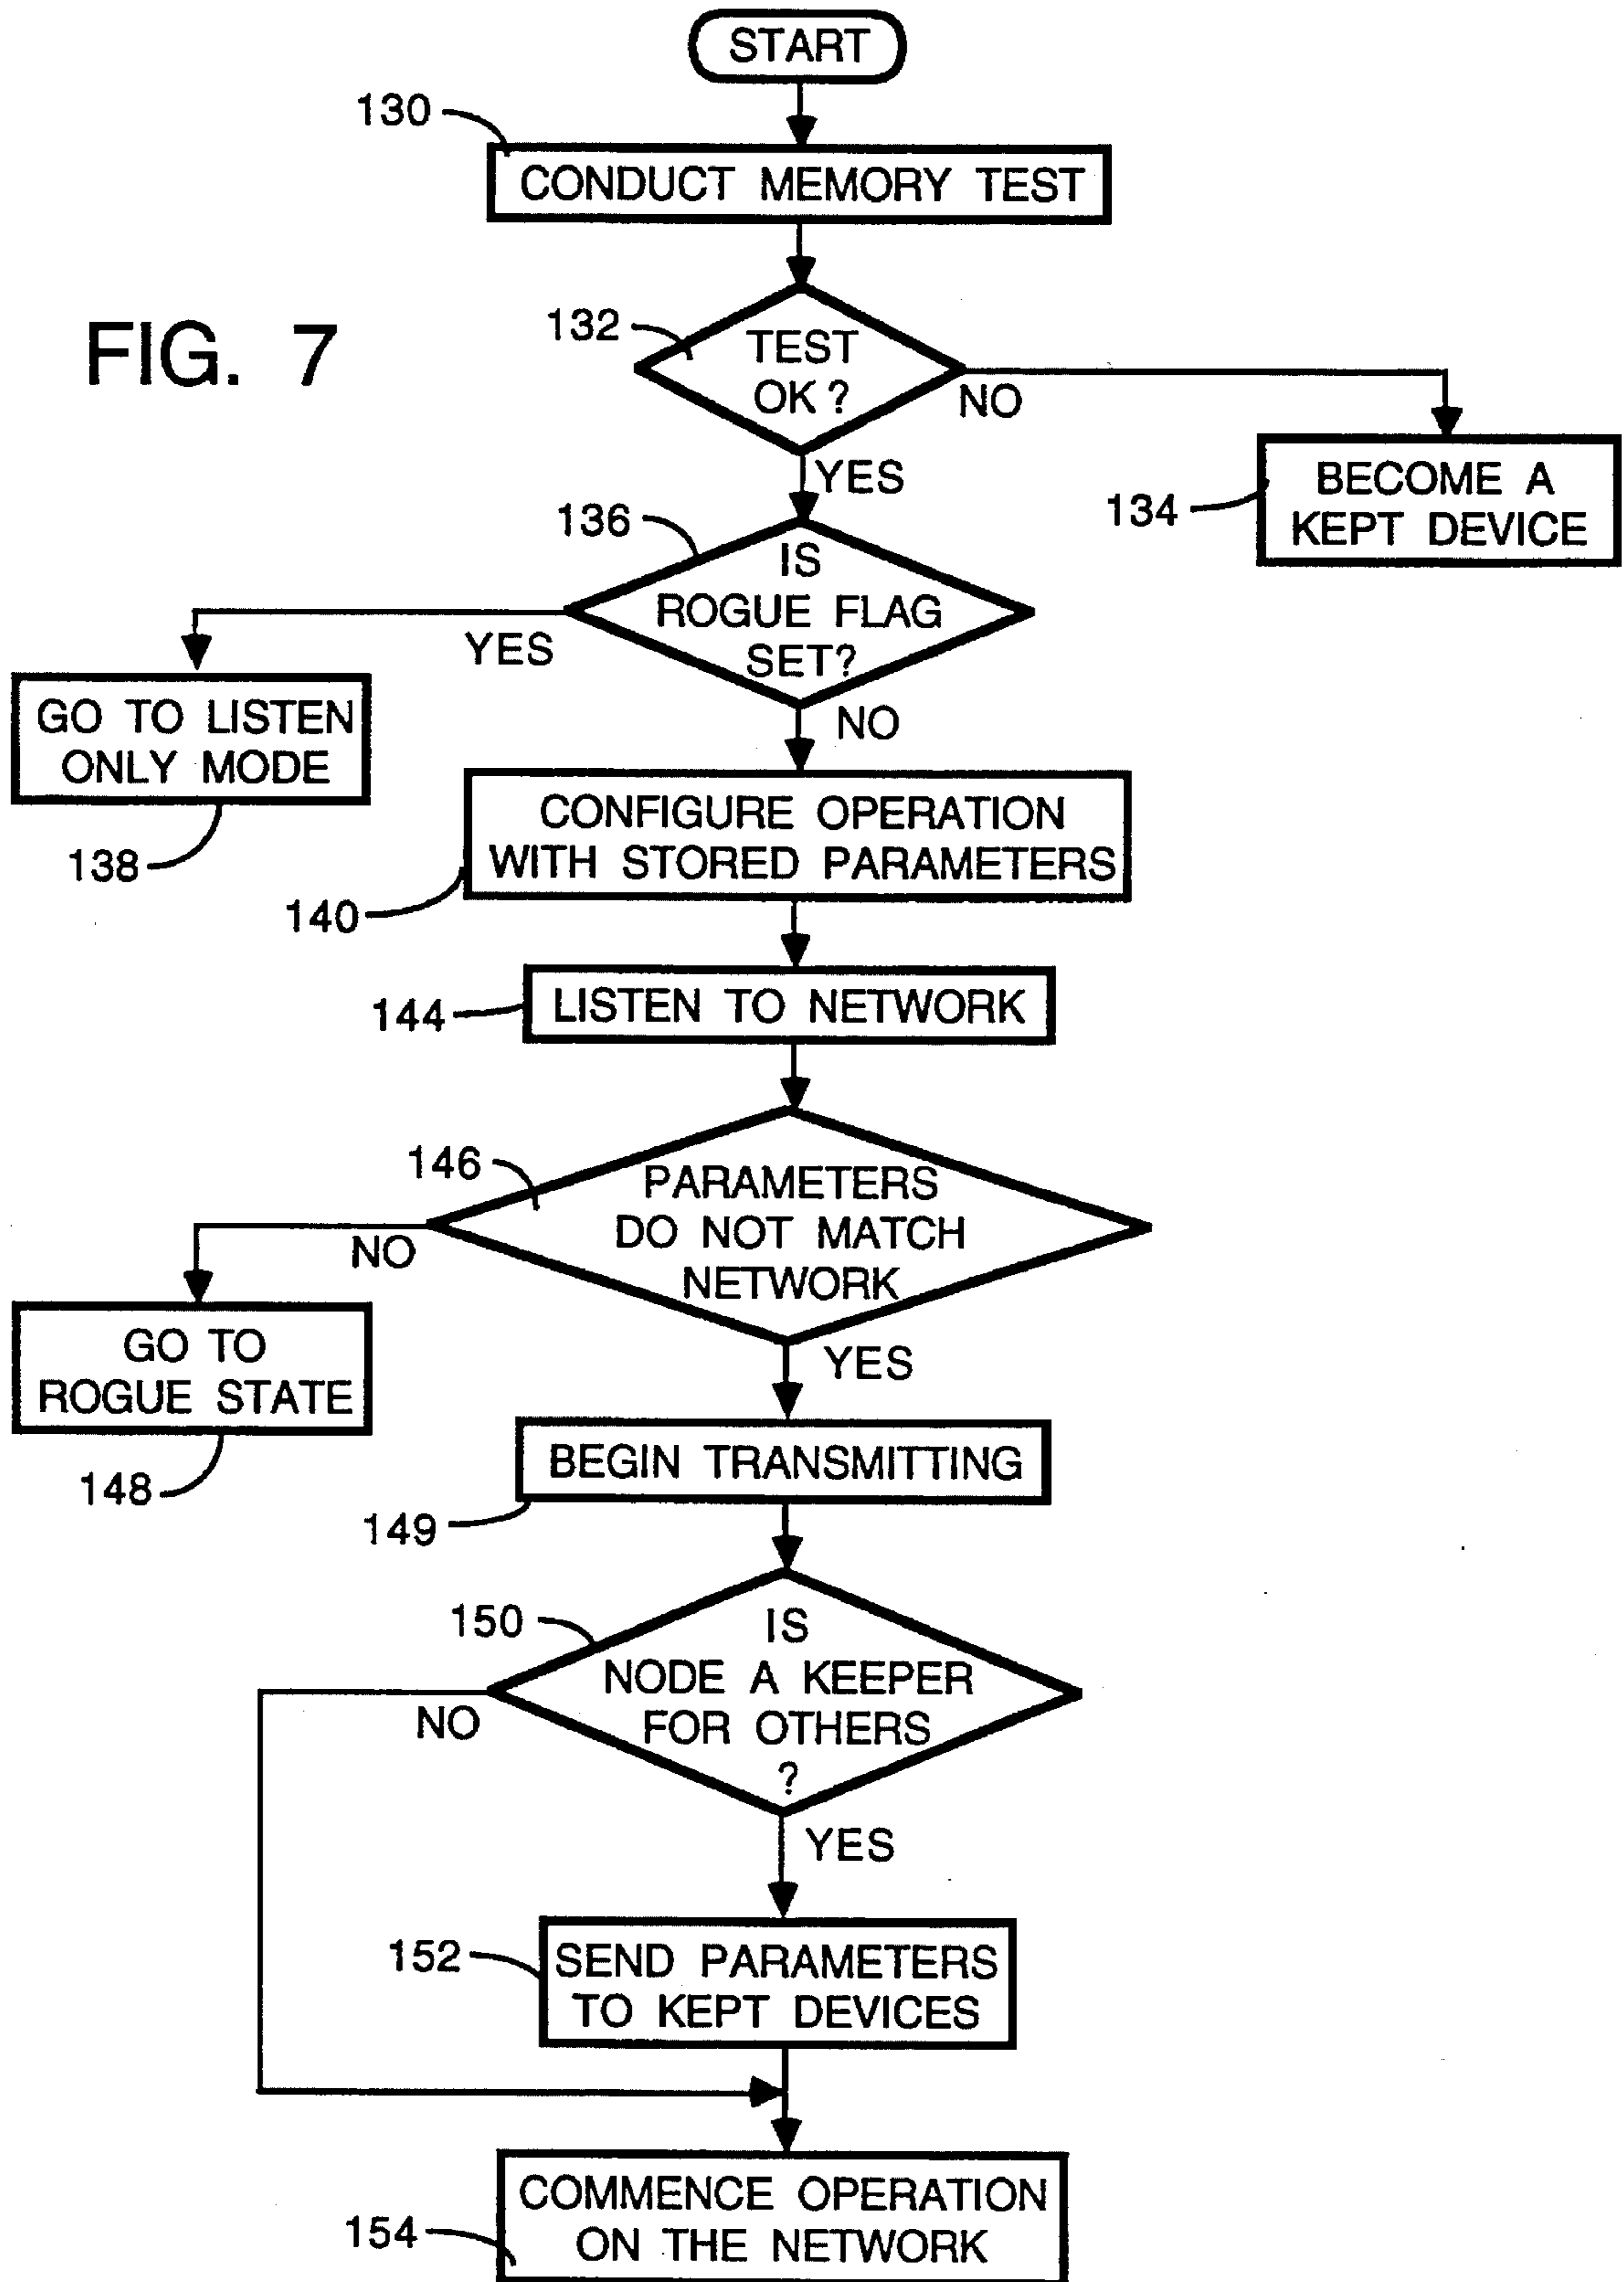 START
130
CONDUCT MEMORY TEST
FIG. 7
132
TEST
OK?
NO
YES
134
BECOME A
KEPT DEVICE
136
IS
ROGUE FLAG
SET?
YES
NO
GO TO LISTEN
ONLY MODE
138
CONFIGURE OPERATION
WITH STORED PARAMETERS
140
LISTEN TO NETWORK
144
146
PARAMETERS
DO NOT MATCH
NETWORK
NO
YES
GO TO
ROGUE STATE
148
BEGIN TRANSMITTING
149
150
IS
NODE A KEEPER
FOR OTHERS
?
NO
YES
152
SEND PARAMETERS
TO KEPT DEVICES
COMMENCE OPERATION
ON THE NETWORK
154